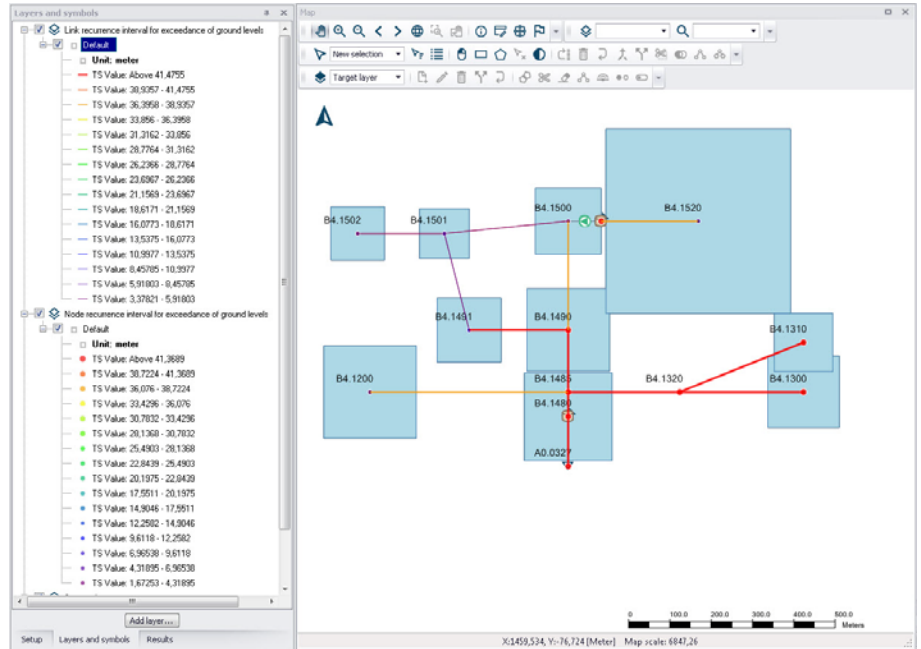 Layers and symbols
Link recurrence interval for exceedance of ground levels
Default
Unit: meter
TS Value: Above 41,4755
TS Value: 38,9357 - 41,4755
TS Value: 36,3958 - 38,9357
TS Value: 33,856 - 36,3958
TS Value: 31,3162 - 33,856
TS Value: 28,7764 - 31,3162
TS Value: 26,2366 - 28,7764
TS Value: 23,6967 - 26,2366
TS Value: 21,1569 - 23,6967
TS Value: 18,6171 - 21,1569
TS Value: 16,0773 - 18,6171
TS Value: 13,5375 - 16,0773
TS Value: 10,9977 - 13,5375
TS Value: 8,45785 - 10,9977
TS Value: 5,91803 - 8,45785
TS Value: 3,37821 - 5,91803
Node recurrence interval for exceedance of ground levels
Default
Unit: meter
TS Value: Above 41,3689
TS Value: 38,7224 - 41,3689
TS Value: 36,076 - 38,7224
TS Value: 33,4296 - 36,076
TS Value: 30,7832 - 33,4296
TS Value: 28,1368 - 30,7832
TS Value: 25,4903 - 28,1368
TS Value: 22,8439 - 25,4903
TS Value: 20,1975 - 22,8439
TS Value: 17,5511 - 20,1975
TS Value: 14,9046 - 17,5511
TS Value: 12,2582 - 14,9046
TS Value: 9,6118 - 12,2582
TS Value: 6,96538 - 9,6118
TS Value: 4,31895 - 6,96538
TS Value: 1,67253 - 4,31895
Add layer...
Setup Layers and symbols Results
Map
New selection
Target layer
B4.1502
B4.1501
B4.1500
B4.1520
B4.1491
B4.1490
B4.1310
B4.1200
B4.1485
B4.1320
B4.1300
B4.1480
A0.0327
0 100.0 200.0 300.0 400.0 500.0
Meters
X:1459,534, Y:-76,724 [Meter] Map scale: 6847,26